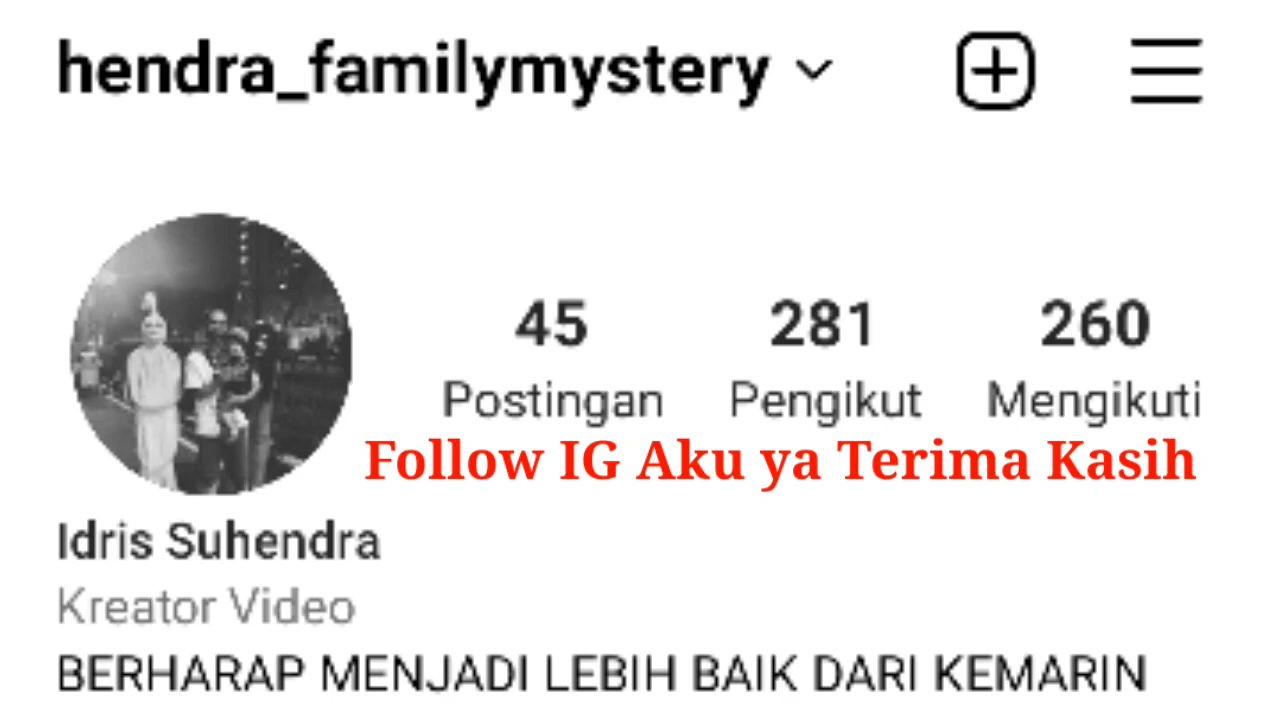 hendra_familymystery
45 281 260
Postingan Pengikut Mengikuti
Follow IG Aku ya Terima Kasih
Idris Suhendra
Kreator Video
BERHARAP MENJADI LEBIH BAIK DARI KEMARIN